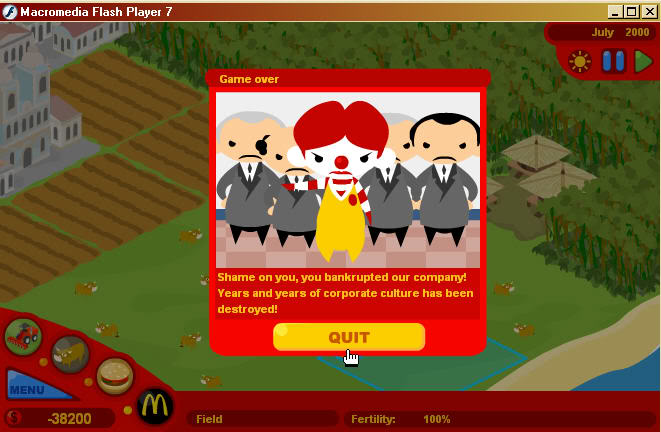 Macromedia Flash Player 7
July 2000
Game over
Shame on you, you bankrupted our company!
Years and years of corporate culture has been
destroyed!
QUIT
MENU
$ -38200
Field
Fertility: 100%